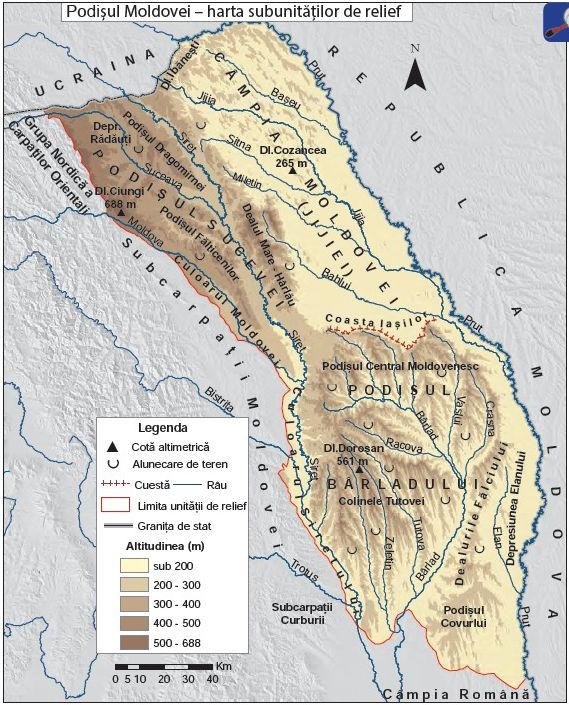 Podișul Moldovei – harta subunităților de relief
UCRAINA
REPUBLICA MOLDOVA
N
Dl.Ibănești
CÂMPIA MOLDOVEI
(JIJIEI)
Prut
Bașeu
Jijia
Sitna
Dl.Cozancea
265 m
Miletin
Jijia
Bahlui
Prut
Grupa Nordică a
Carpaților Orientali
Depr.
Rădăuți
Podișul Dragomirnei
Siret
PODIȘUL SUCEVEI
Suceava
Dl.Ciungi
688 m
Podișul Fălticenilor
Dealul Mare - Hârlău
Moldova
Culoarul Moldovei
Subcarpații Moldovei
Siret
Coasta Iașilor
Podișul Central Moldovenesc
PODIȘUL
BÂRLADULUI
Bârlad
Vaslui
Crasna
Racova
Dl.Doroșan
561 m
Colinele Tutovei
Culoarul Siretului
Siret
Bistrița
Zeletin
Tutova
Bârlad
Dealurile Fălciului
Depresiunea Elanului
Elan
Prut
Podișul
Covurlui
Trotuș
Subcarpații
Curburii
Câmpia Română
Legenda
Cotă altimetrică
Alunecare de teren
Cuestă
Râu
Limita unității de relief
Granița de stat
Altitudinea (m)
sub 200
200 - 300
300 - 400
400 - 500
500 - 688
0 5 10 20 30 40 Km